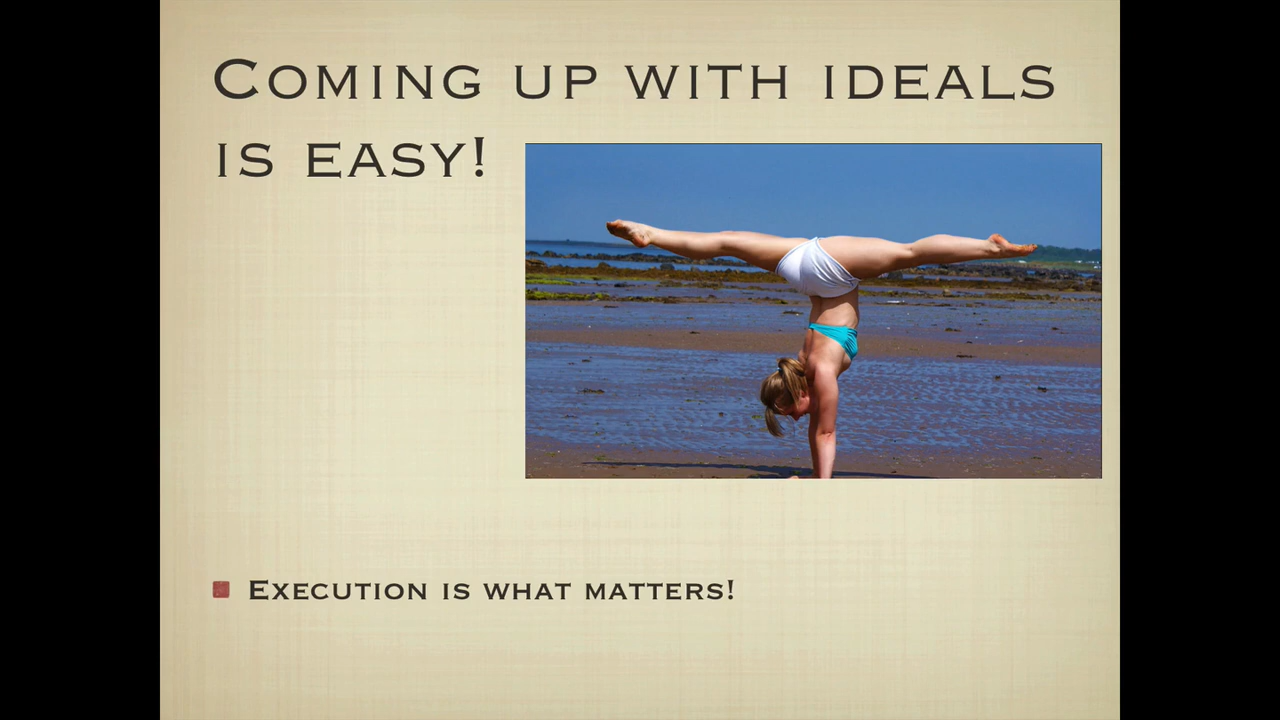 Coming up with ideals
is easy!
Execution is what matters!